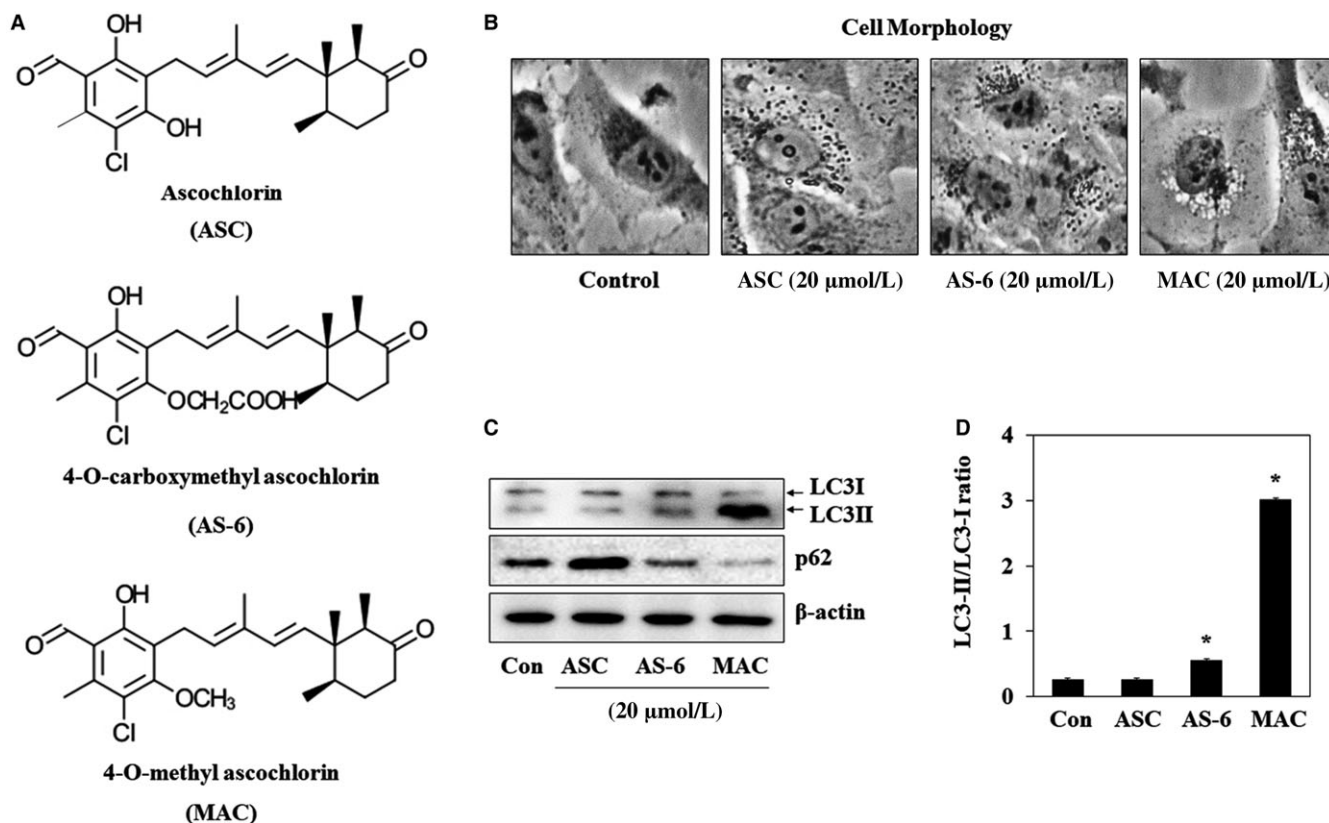 A
OH
O
OH
Cl
O
Ascochlorin
(ASC)
OH
O
OCH₂COOH
Cl
O
4-O-carboxymethyl ascochlorin
(AS-6)
OH
O
OCH₃
Cl
O
4-O-methyl ascochlorin
(MAC)
B
Cell Morphology
Control
ASC (20 µmol/L)
AS-6 (20 µmol/L)
MAC (20 µmol/L)
C
LC3I
LC3II
p62
β-actin
Con ASC AS-6 MAC
(20 µmol/L)
D
LC3-II/LC3-I ratio
4
3
2
1
0
*
*
Con ASC AS-6 MAC